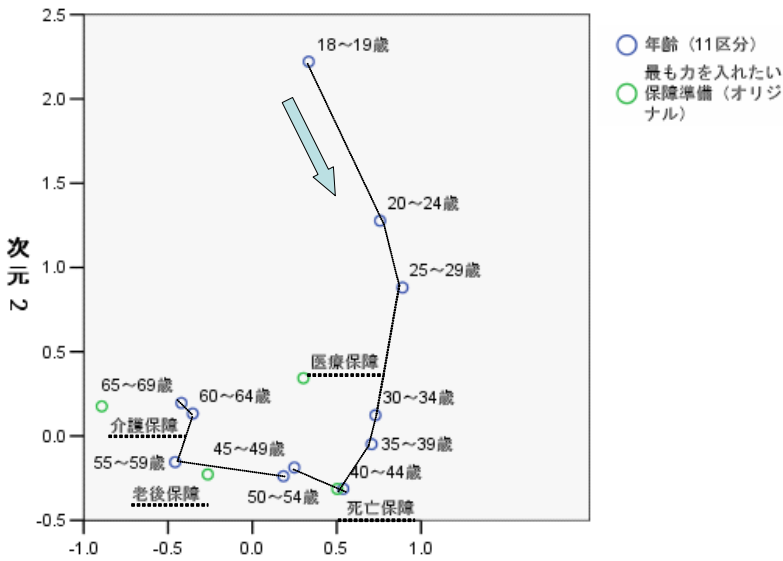 2.5
2.0
1.5
1.0
0.5
0.0
-0.5
-1.0
-0.5
0.0
0.5
1.0
次元 2
18～19歳
20～24歳
25～29歳
医療保障
65～69歳
60～64歳
30～34歳
介護保障
45～49歳
35～39歳
55～59歳
40～44歳
老後保障
50～54歳
死亡保障
年齢（11区分）
最も力を入れたい
保障準備（オリジ
ナル）